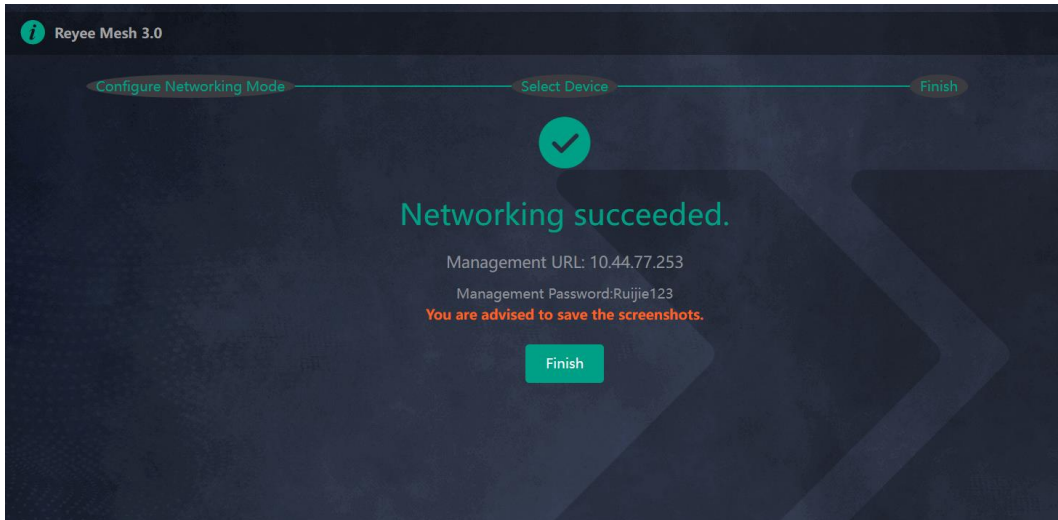 Reyee Mesh 3.0
Configure Networking Mode Select Device Finish
Networking succeeded.
Management URL: 10.44.77.253
Management Password:Ruijie123
You are advised to save the screenshots.
Finish